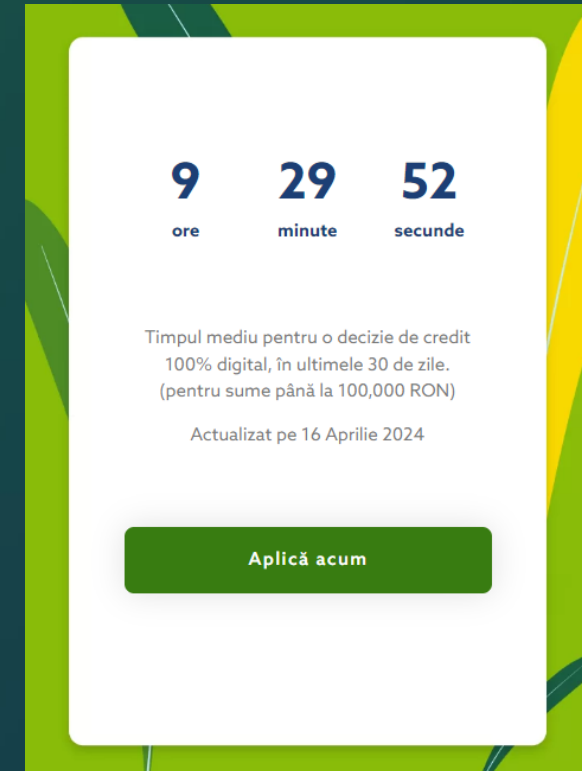 9 29 52
ore minute secunde
Timpul mediu pentru o decizie de credit
100% digital, în ultimele 30 de zile.
(pentru sume până la 100,000 RON)
Actualizat pe 16 Aprilie 2024
Aplică acum